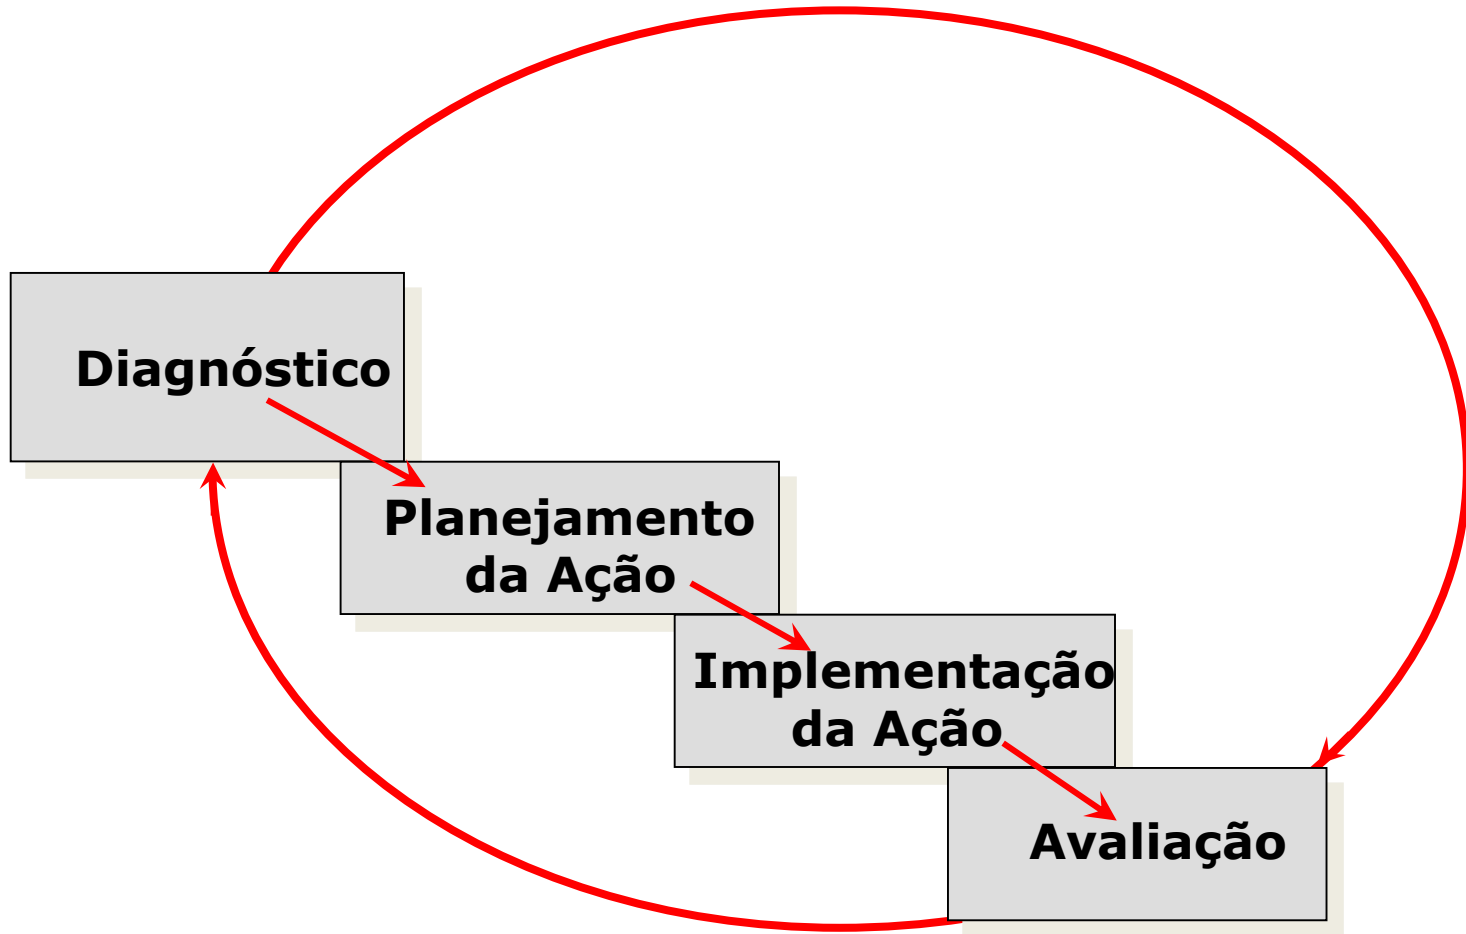 Diagnóstico
Planejamento
da Ação
Implementação
da Ação
Avaliação